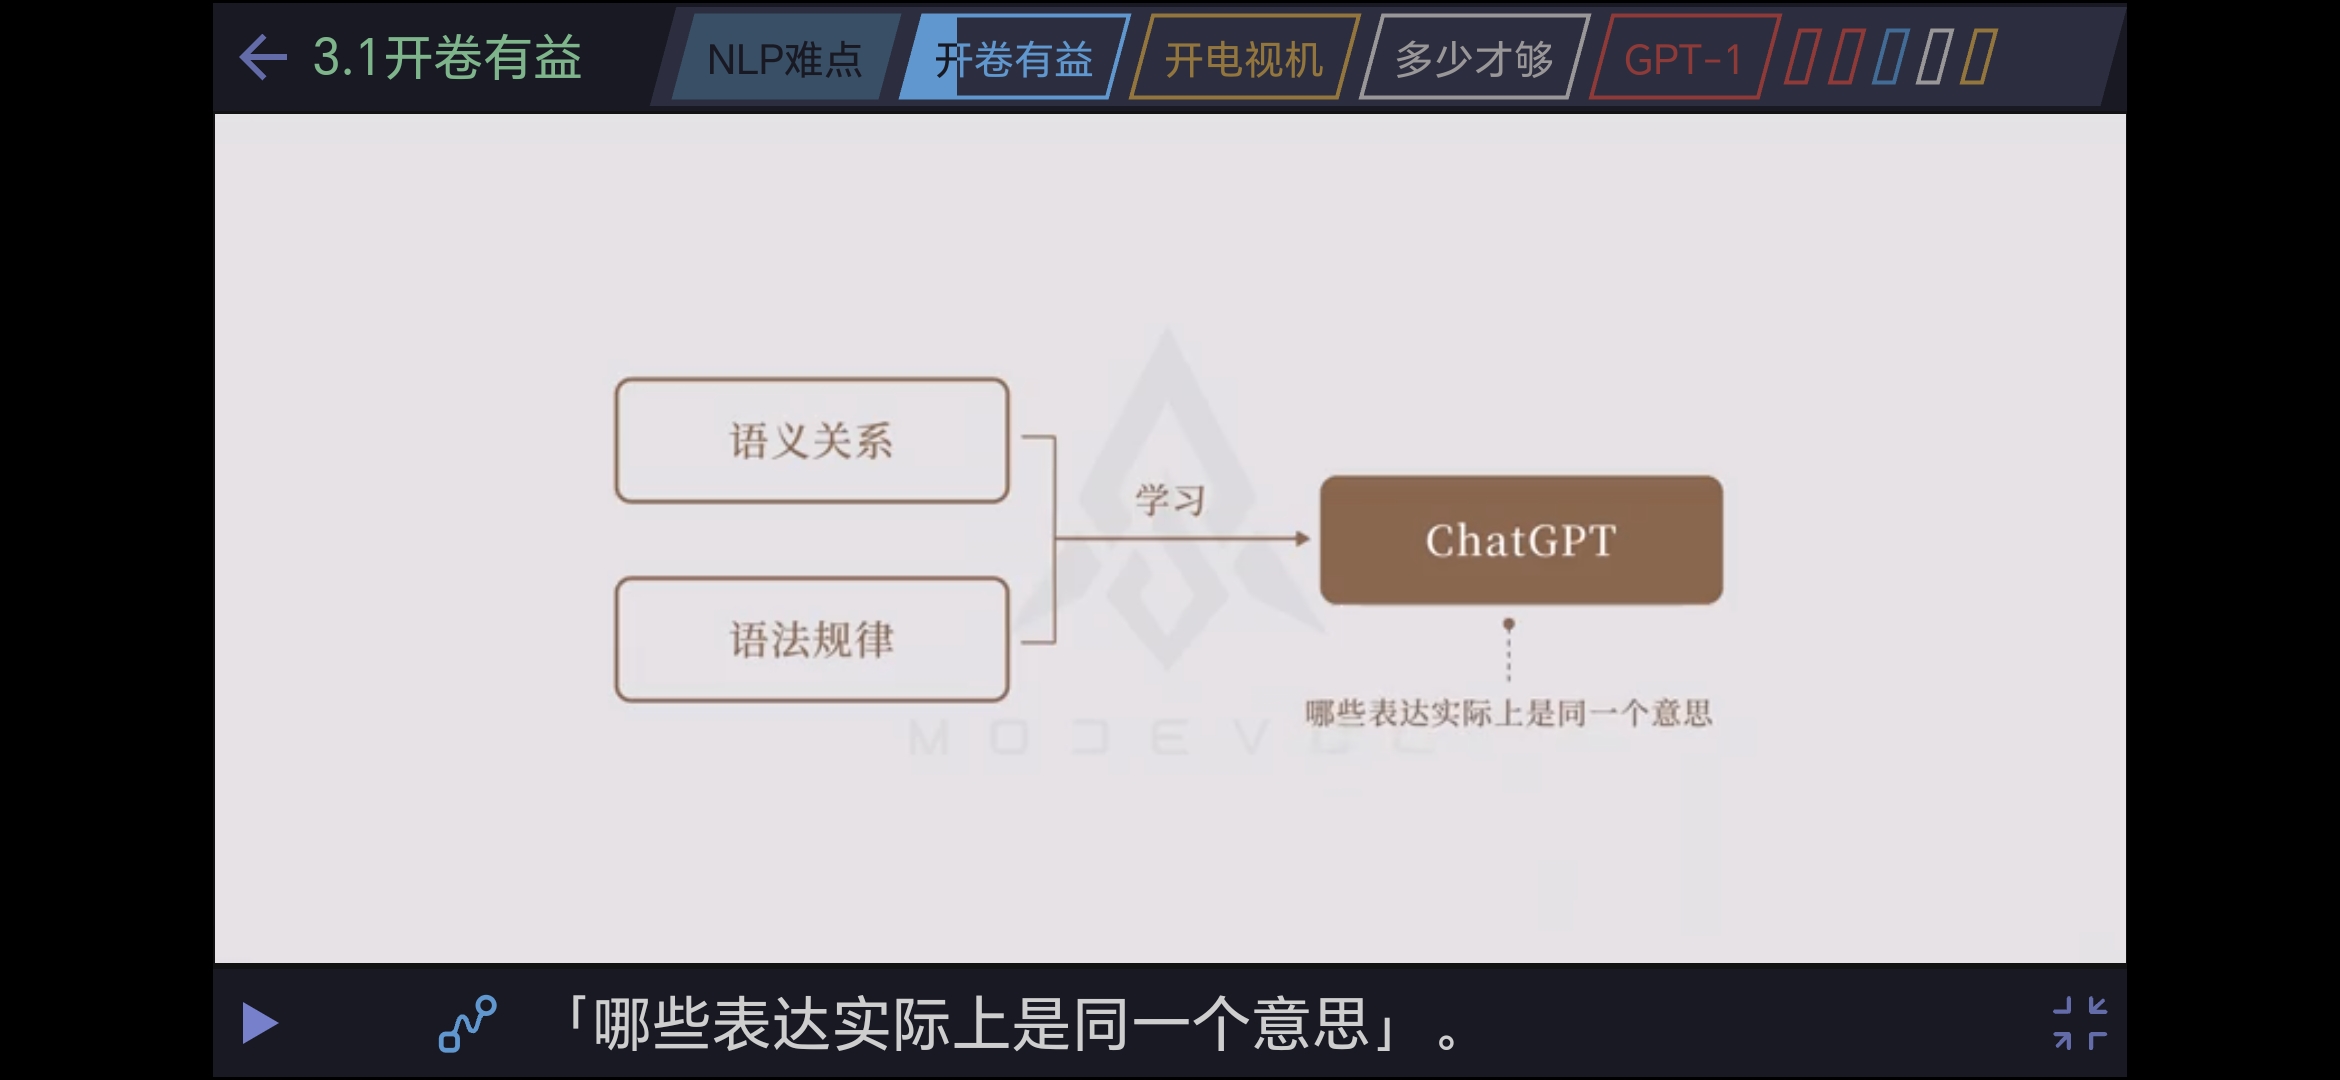 3.1开卷有益
NLP难点
开卷有益
开电视机
多少才够
GPT-1
语义关系
学习
ChatGPT
语法规律
哪些表达实际上是同一个意思
「哪些表达实际上是同一个意思」。